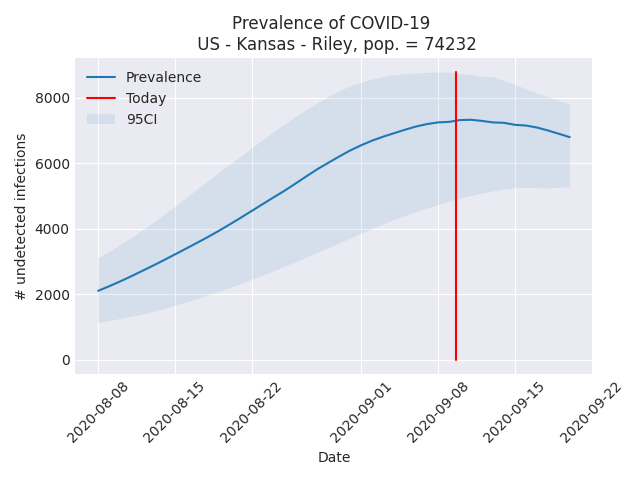 Prevalence of COVID-19
US - Kansas - Riley, pop. = 74232
Prevalence
Today
95CI
# undetected infections
8000
6000
4000
2000
0
2020-08-08
2020-08-15
2020-08-22
2020-09-01
2020-09-08
2020-09-15
2020-09-22
Date